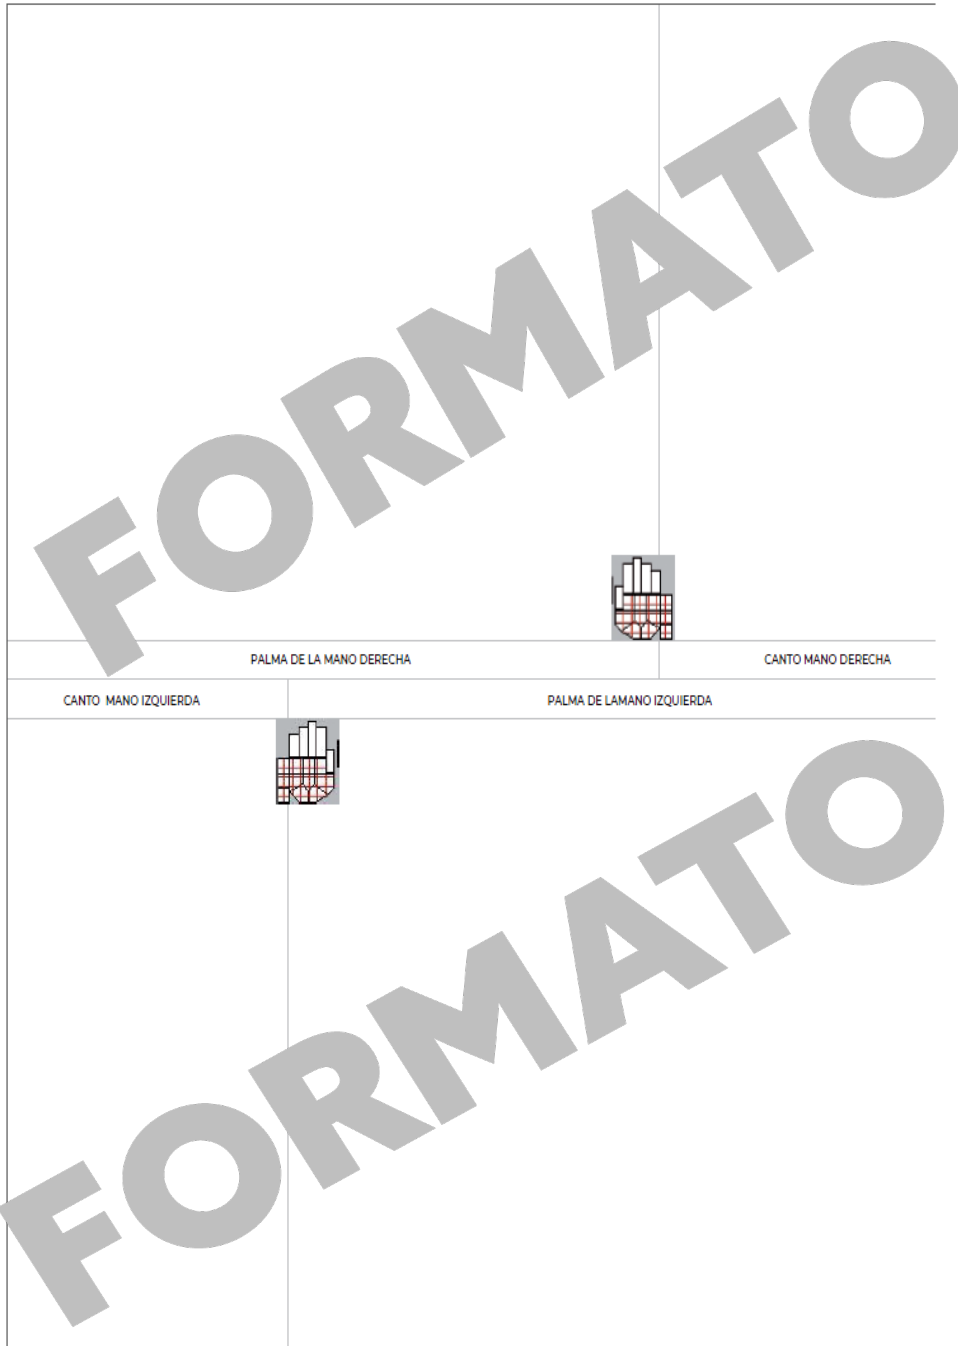 FORMATO
PALMA DE LA MANO DERECHA
CANTO MANO DERECHA
CANTO MANO IZQUIERDA
PALMA DE LAMANO IZQUIERDA
FORMATO